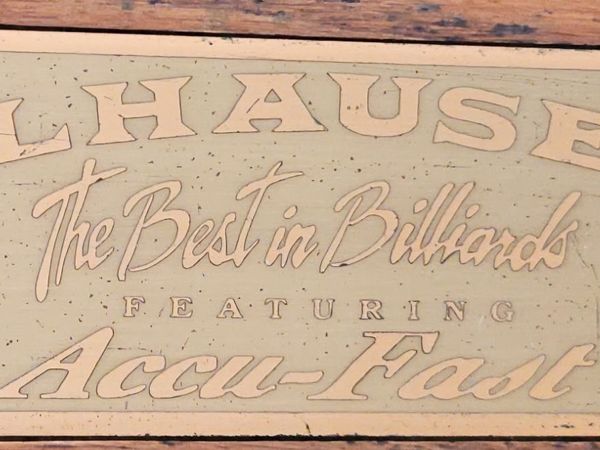 LHAUSE
The Best in Billiards
FEATURING
Accu-Fast